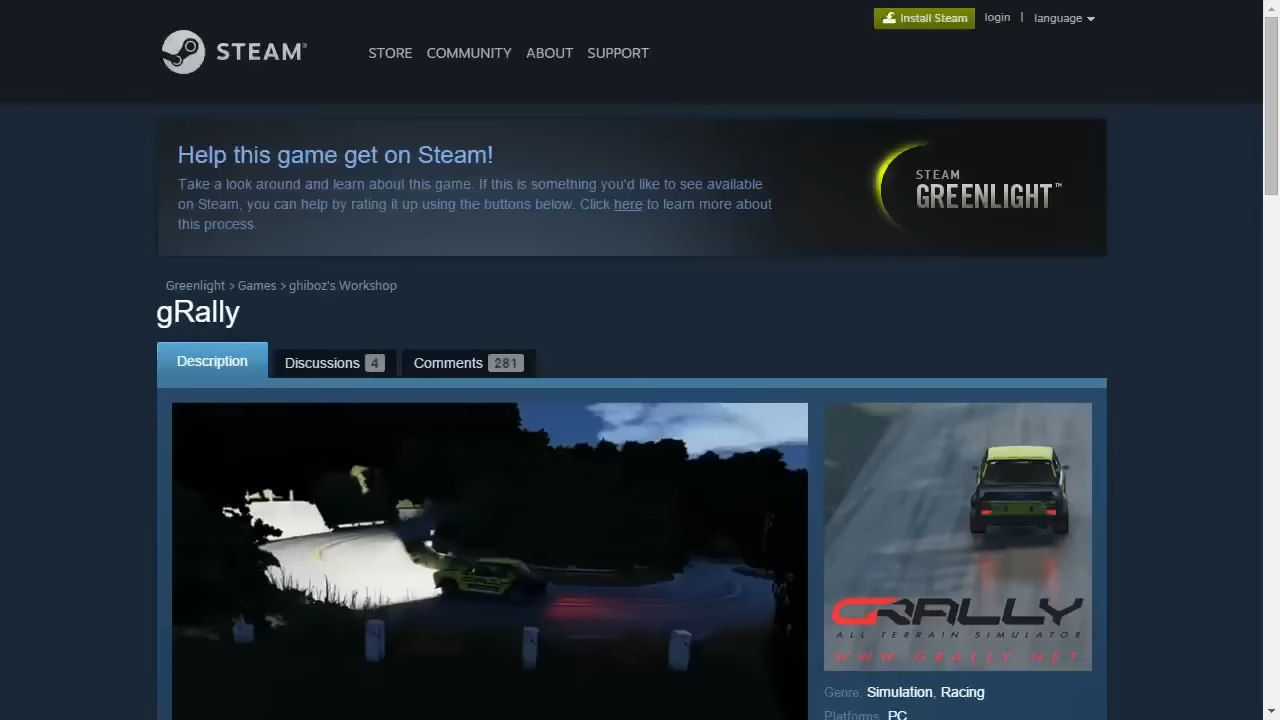 Install Steam
login | language
STEAM®
STORE COMMUNITY ABOUT SUPPORT
Help this game get on Steam!
Take a look around and learn about this game. If this is something you'd like to see available
on Steam, you can help by rating it up using the buttons below. Click here to learn more about
this process.
STEAM
GREENLIGHT™
Greenlight > Games > ghiboz's Workshop
gRally
Description
Discussions 4
Comments 281
GRALLY
ALL TERRAIN SIMULATOR
WWW.GRALLY.NET
Genre: Simulation, Racing
Platforms: PC